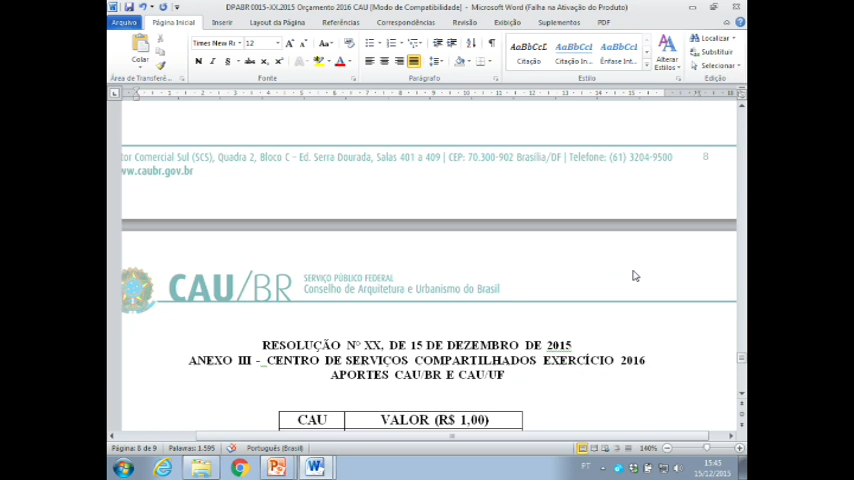 DPABR 0015-XX.2015 Orçamento 2016 CAU [Modo de Compatibilidade] - Microsoft Word (Falha na Ativação do Produto)
Arquivo Página Inicial Inserir Layout da Página Referências Correspondências Revisão Exibição Suplementos PDF
Times New Ro 12
Localizar
AaBbCcL AaBbCcI AaBbCcI
Substituir
Colar
Citação Citação In... Ênfase Int... Alterar Estilos
Selecionar
Área de Transferê... Fonte Parágrafo Estilo Edição
tor Comercial Sul (SCS), Quadra 2, Bloco C – Ed. Serra Dourada, Salas 401 a 409 | CEP: 70.300-902 Brasília/DF | Telefone: (61) 3204-9500 8
ww.caubr.gov.br
CAU/BR
SERVIÇO PÚBLICO FEDERAL
Conselho de Arquitetura e Urbanismo do Brasil
RESOLUÇÃO N° XX, DE 15 DE DEZEMBRO DE 2015
ANEXO III - CENTRO DE SERVIÇOS COMPARTILHADOS EXERCÍCIO 2016
APORTES CAU/BR E CAU/UF
CAU VALOR (R$ 1,00)
Página: 8 de 9 Palavras: 1.595 Português (Brasil) 140%
PT 15:45
15/12/2015